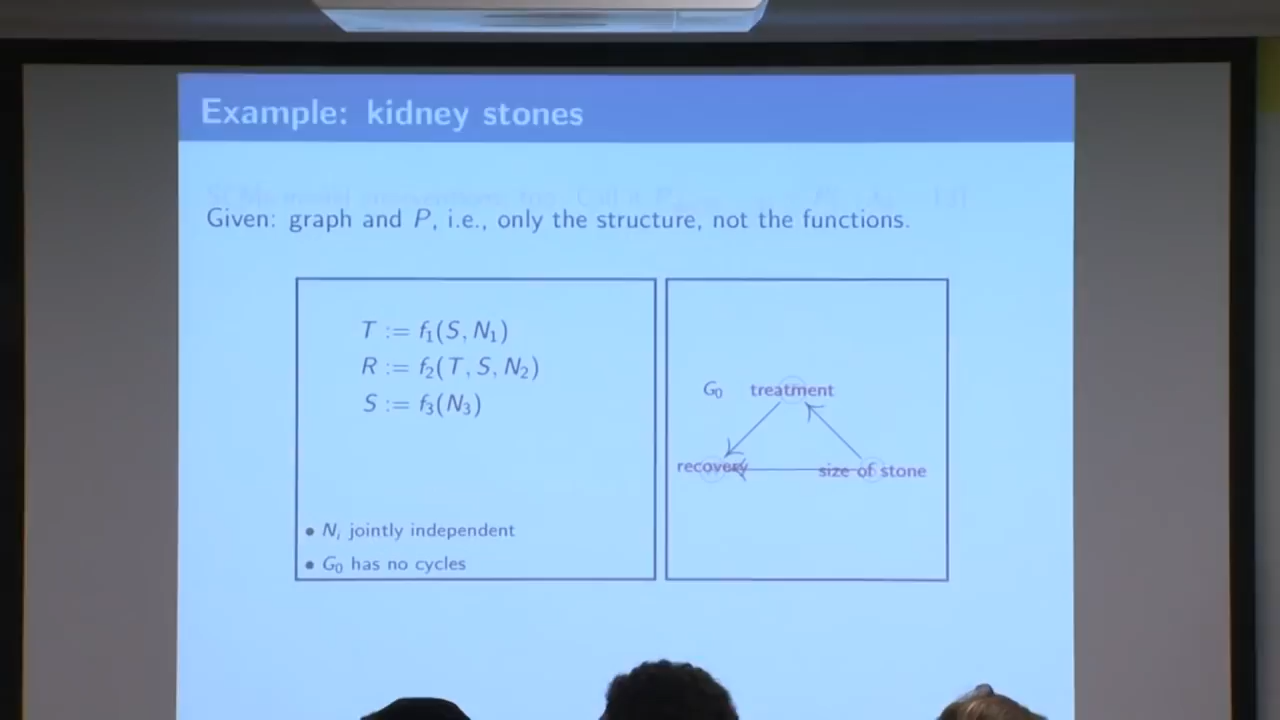 Example: kidney stones
Given: graph and P, i.e., only the structure, not the functions.
T := f₁(S, N₁)
R := f₂(T, S, N₂)
S := f₃(N₃)
• Nᵢ jointly independent
• G₀ has no cycles
G₀ treatment
recovery size of stone